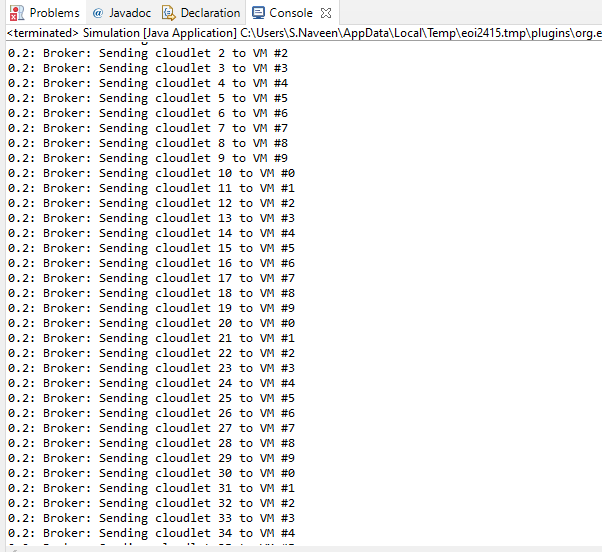 Problems @ Javadoc Declaration Console
<terminated> Simulation [Java Application] C:\Users\S.Naveen\AppData\Local\Temp\eoi2415.tmp\plugins\org.e
0.2: Broker: Sending cloudlet 2 to VM #2
0.2: Broker: Sending cloudlet 3 to VM #3
0.2: Broker: Sending cloudlet 4 to VM #4
0.2: Broker: Sending cloudlet 5 to VM #5
0.2: Broker: Sending cloudlet 6 to VM #6
0.2: Broker: Sending cloudlet 7 to VM #7
0.2: Broker: Sending cloudlet 8 to VM #8
0.2: Broker: Sending cloudlet 9 to VM #9
0.2: Broker: Sending cloudlet 10 to VM #0
0.2: Broker: Sending cloudlet 11 to VM #1
0.2: Broker: Sending cloudlet 12 to VM #2
0.2: Broker: Sending cloudlet 13 to VM #3
0.2: Broker: Sending cloudlet 14 to VM #4
0.2: Broker: Sending cloudlet 15 to VM #5
0.2: Broker: Sending cloudlet 16 to VM #6
0.2: Broker: Sending cloudlet 17 to VM #7
0.2: Broker: Sending cloudlet 18 to VM #8
0.2: Broker: Sending cloudlet 19 to VM #9
0.2: Broker: Sending cloudlet 20 to VM #0
0.2: Broker: Sending cloudlet 21 to VM #1
0.2: Broker: Sending cloudlet 22 to VM #2
0.2: Broker: Sending cloudlet 23 to VM #3
0.2: Broker: Sending cloudlet 24 to VM #4
0.2: Broker: Sending cloudlet 25 to VM #5
0.2: Broker: Sending cloudlet 26 to VM #6
0.2: Broker: Sending cloudlet 27 to VM #7
0.2: Broker: Sending cloudlet 28 to VM #8
0.2: Broker: Sending cloudlet 29 to VM #9
0.2: Broker: Sending cloudlet 30 to VM #0
0.2: Broker: Sending cloudlet 31 to VM #1
0.2: Broker: Sending cloudlet 32 to VM #2
0.2: Broker: Sending cloudlet 33 to VM #3
0.2: Broker: Sending cloudlet 34 to VM #4